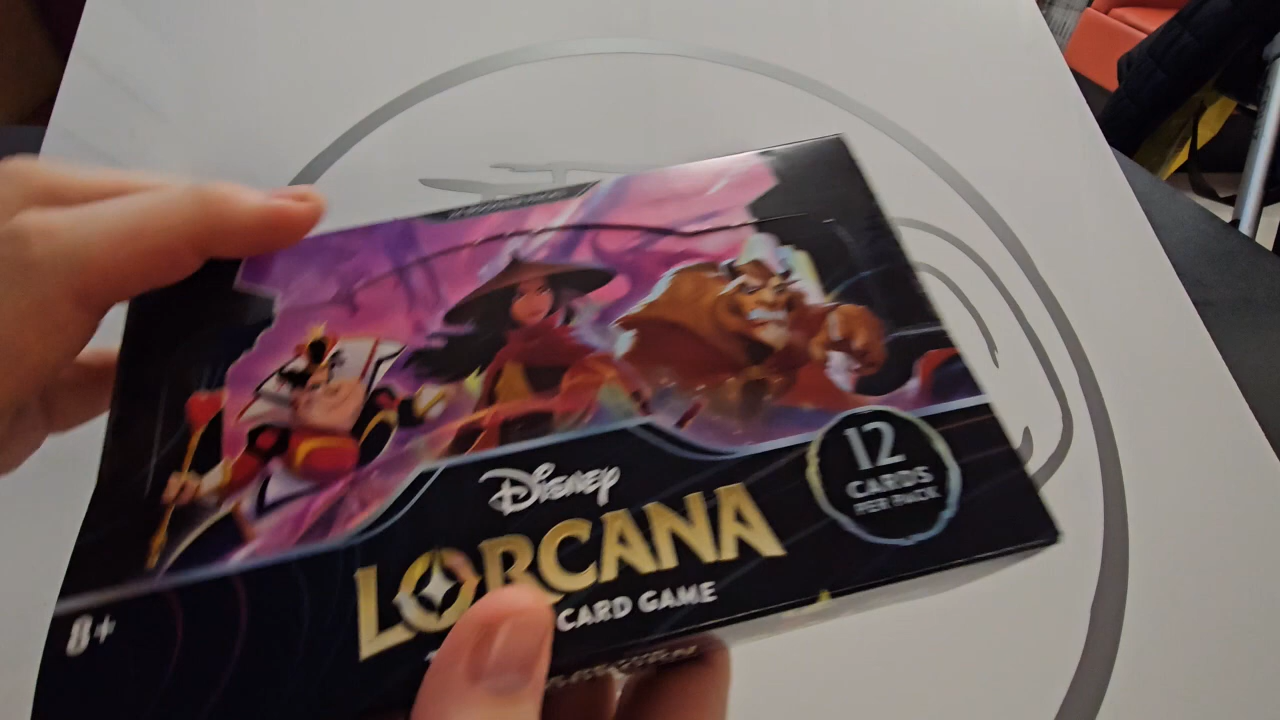 12
CARDS
PER PACK
DISNEY
LORCANA
CARD GAME
8+